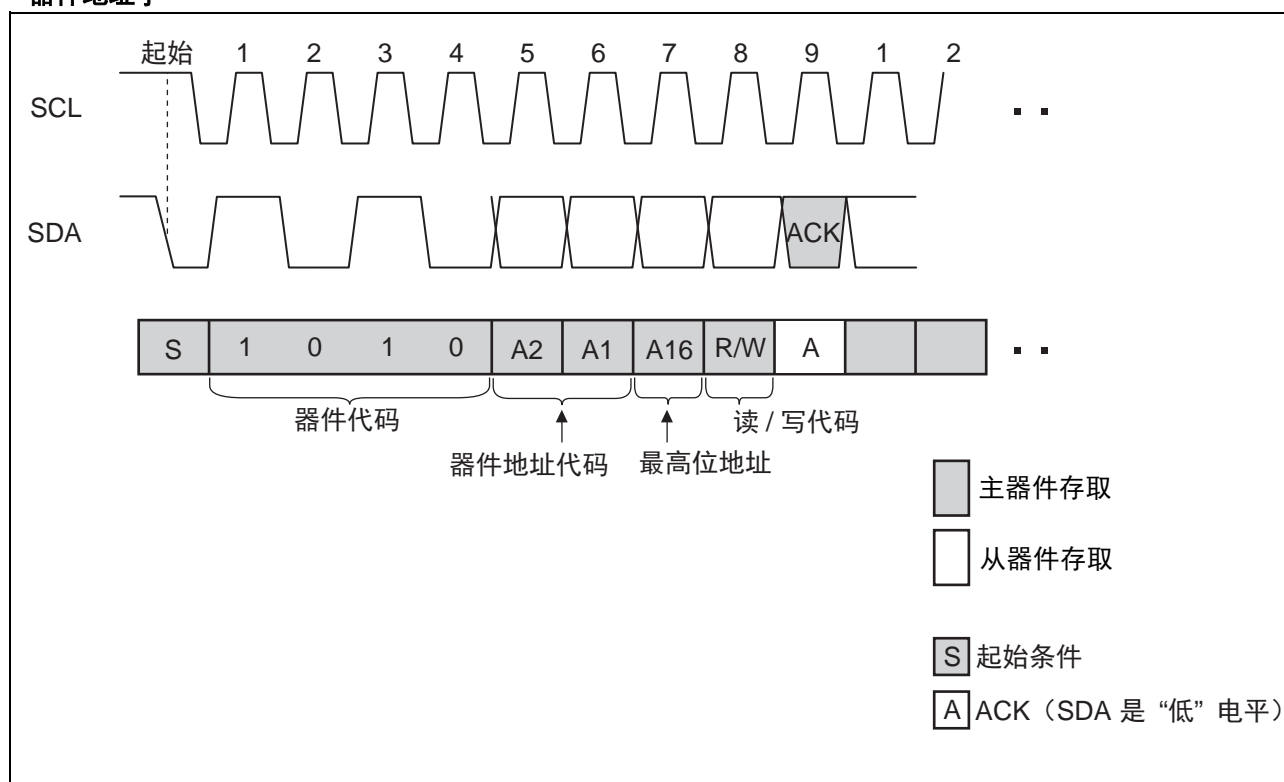 器件地址字
起始 1 2 3 4 5 6 7 8 9 1 2
SCL
SDA
ACK
S 1 0 1 0 A2 A1 A16 R/W A
器件代码
读 / 写代码
器件地址代码
最高位地址
主器件存取
从器件存取
S 起始条件
A ACK（SDA 是 “低” 电平）